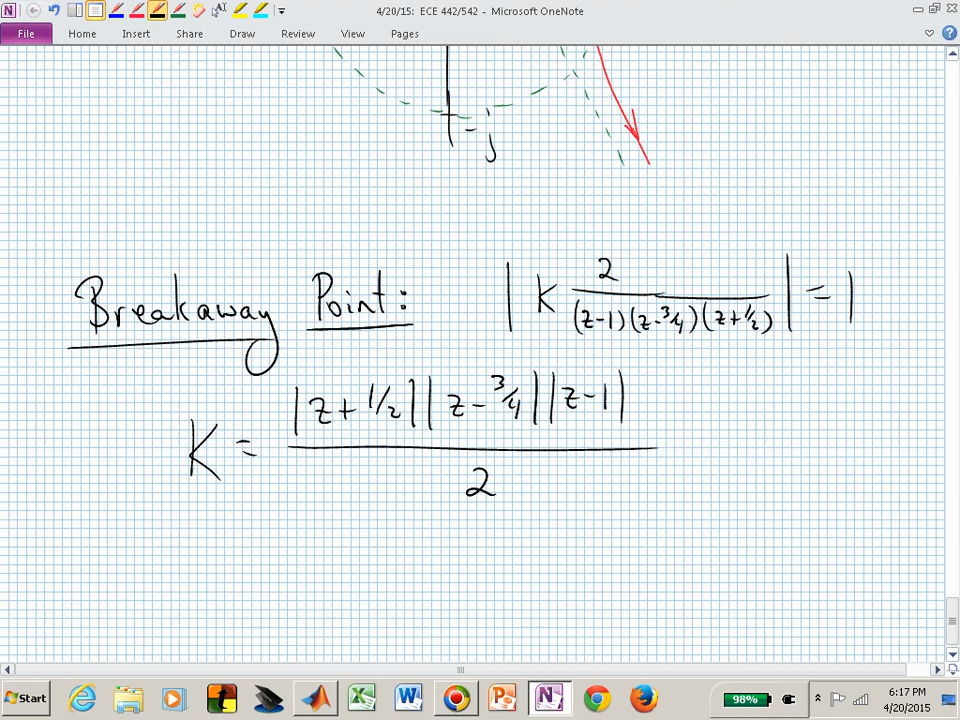 4/20/15: ECE 442/542 - Microsoft OneNote
File Home Insert Share Draw Review View Pages
-j
Breakaway Point: | K 2/((z-1)(z-3/4)(z+1/2)) | = 1
K = |z+1/2||z-3/4||z-1|
2
Start 98% 6:17 PM
4/20/2015